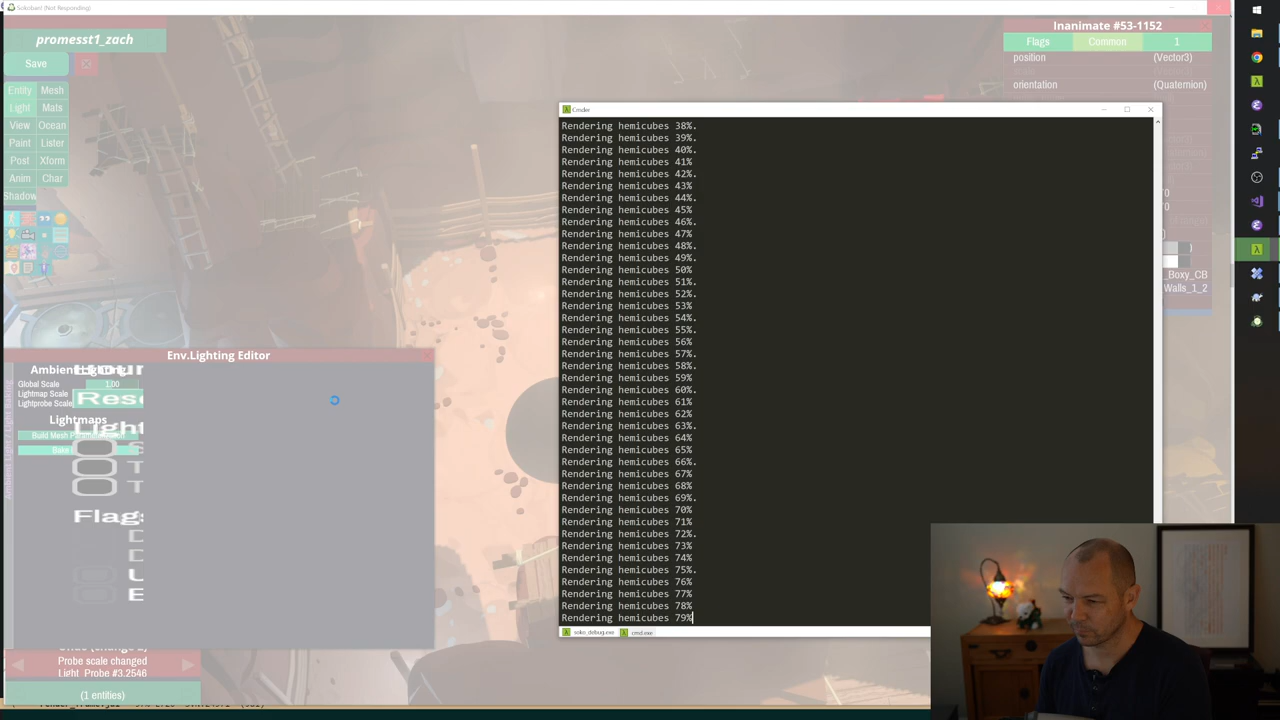 Sokoban! (Not Responding)
promesst1_zach
Save
Entity Mesh
Light Mats
View Ocean
Paint Lister
Post Xform
Anim Char
Shadow
Inanimate #53-1152
Flags Common 1
position (Vector3)
orientation (Quaternion)
_Boxy_CB
Walls_1_2
Cmder
Rendering hemicubes 38%.
Rendering hemicubes 39%.
Rendering hemicubes 40%.
Rendering hemicubes 41%
Rendering hemicubes 42%.
Rendering hemicubes 43%
Rendering hemicubes 44%.
Rendering hemicubes 45%
Rendering hemicubes 46%.
Rendering hemicubes 47%
Rendering hemicubes 48%.
Rendering hemicubes 49%.
Rendering hemicubes 50%
Rendering hemicubes 51%.
Rendering hemicubes 52%.
Rendering hemicubes 53%
Rendering hemicubes 54%.
Rendering hemicubes 55%.
Rendering hemicubes 56%
Rendering hemicubes 57%.
Rendering hemicubes 58%.
Rendering hemicubes 59%
Rendering hemicubes 60%.
Rendering hemicubes 61%
Rendering hemicubes 62%
Rendering hemicubes 63%.
Rendering hemicubes 64%
Rendering hemicubes 65%
Rendering hemicubes 66%.
Rendering hemicubes 67%
Rendering hemicubes 68%
Rendering hemicubes 69%.
Rendering hemicubes 70%
Rendering hemicubes 71%
Rendering hemicubes 72%.
Rendering hemicubes 73%
Rendering hemicubes 74%
Rendering hemicubes 75%.
Rendering hemicubes 76%
Rendering hemicubes 77%
Rendering hemicubes 78%
Rendering hemicubes 79%
soko_debug.exe cmd.exe
Env.Lighting Editor
Ambient Lighting
Global Scale 1.00
Lightmap Scale
Lightprobe Scale
Rese
Lightmaps
Build Mesh
Bake
Flags
Probe scale changed
Light_Probe #3.2546
(1 entities)